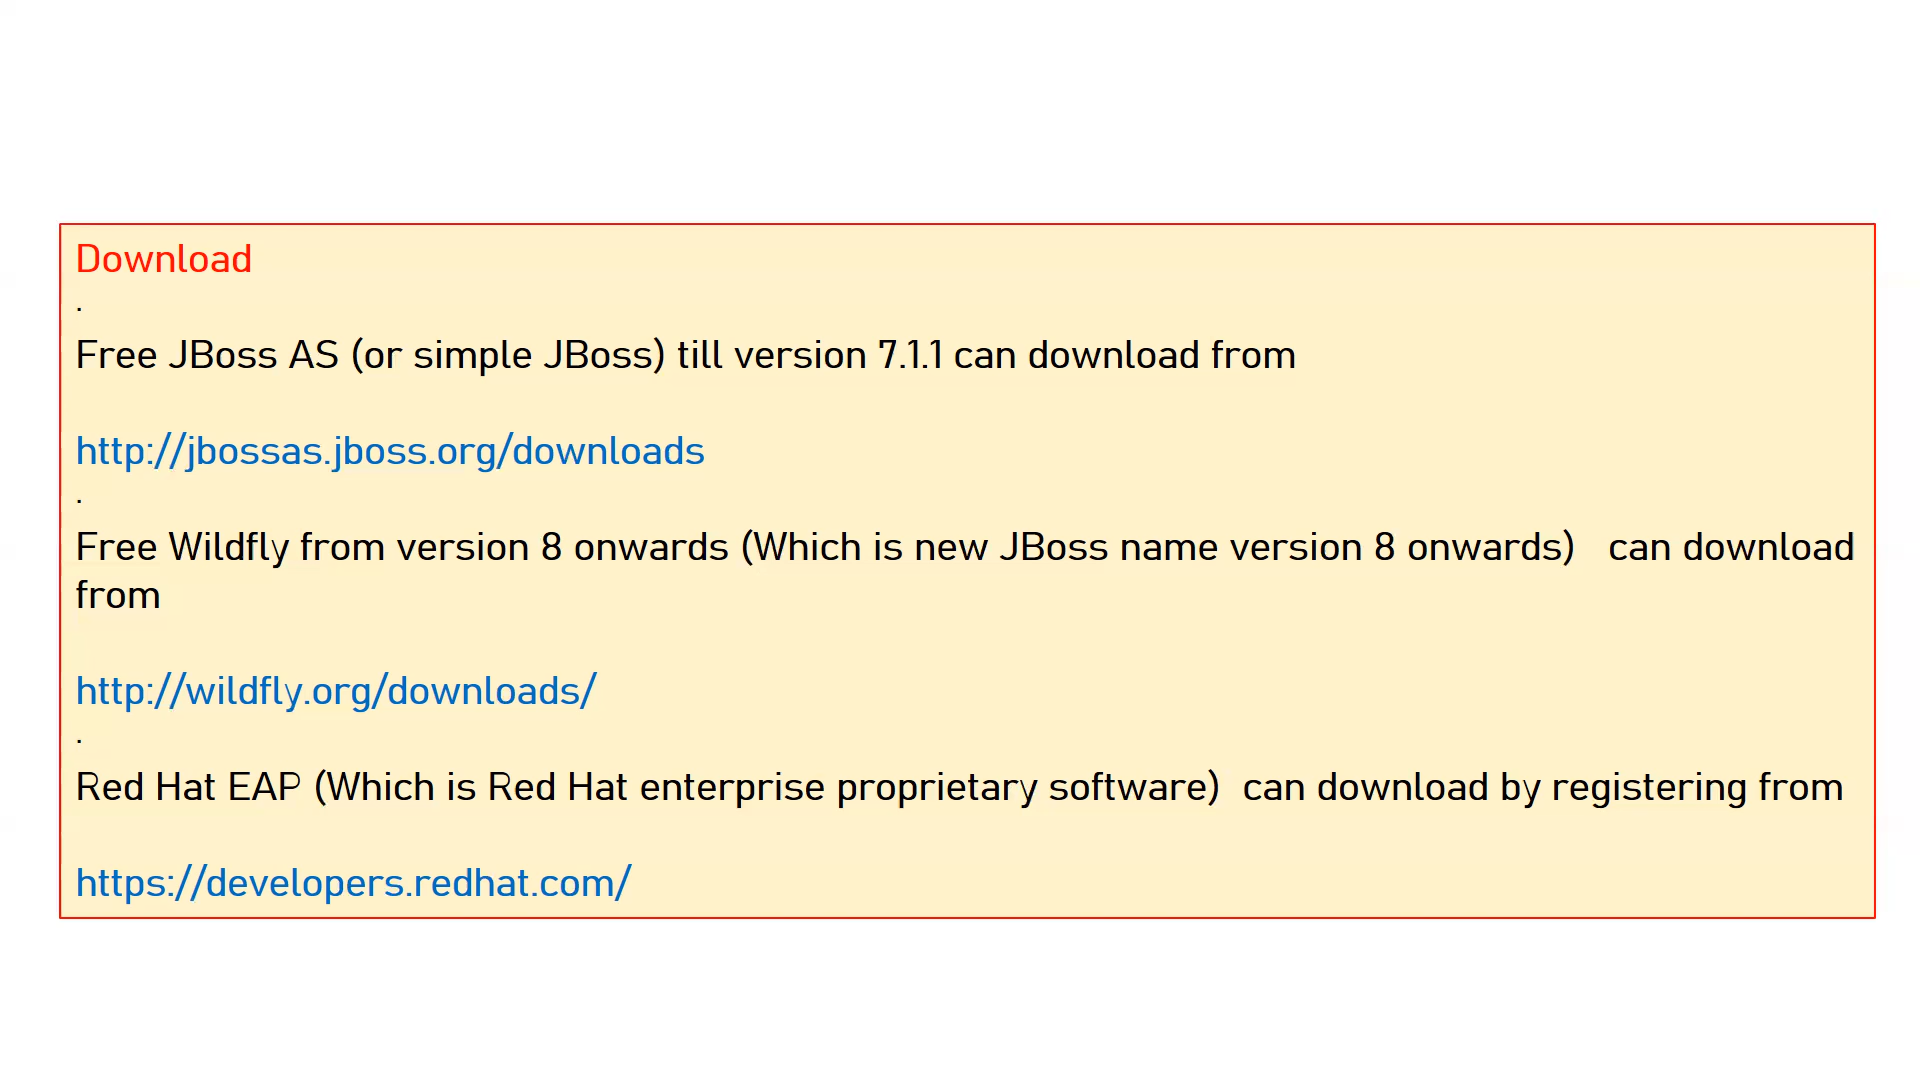 Download
.
Free JBoss AS (or simple JBoss) till version 7.1.1 can download from
http://jbossas.jboss.org/downloads
.
Free Wildfly from version 8 onwards (Which is new JBoss name version 8 onwards)   can download
from
http://wildfly.org/downloads/
.
Red Hat EAP (Which is Red Hat enterprise proprietary software)  can download by registering from
https://developers.redhat.com/